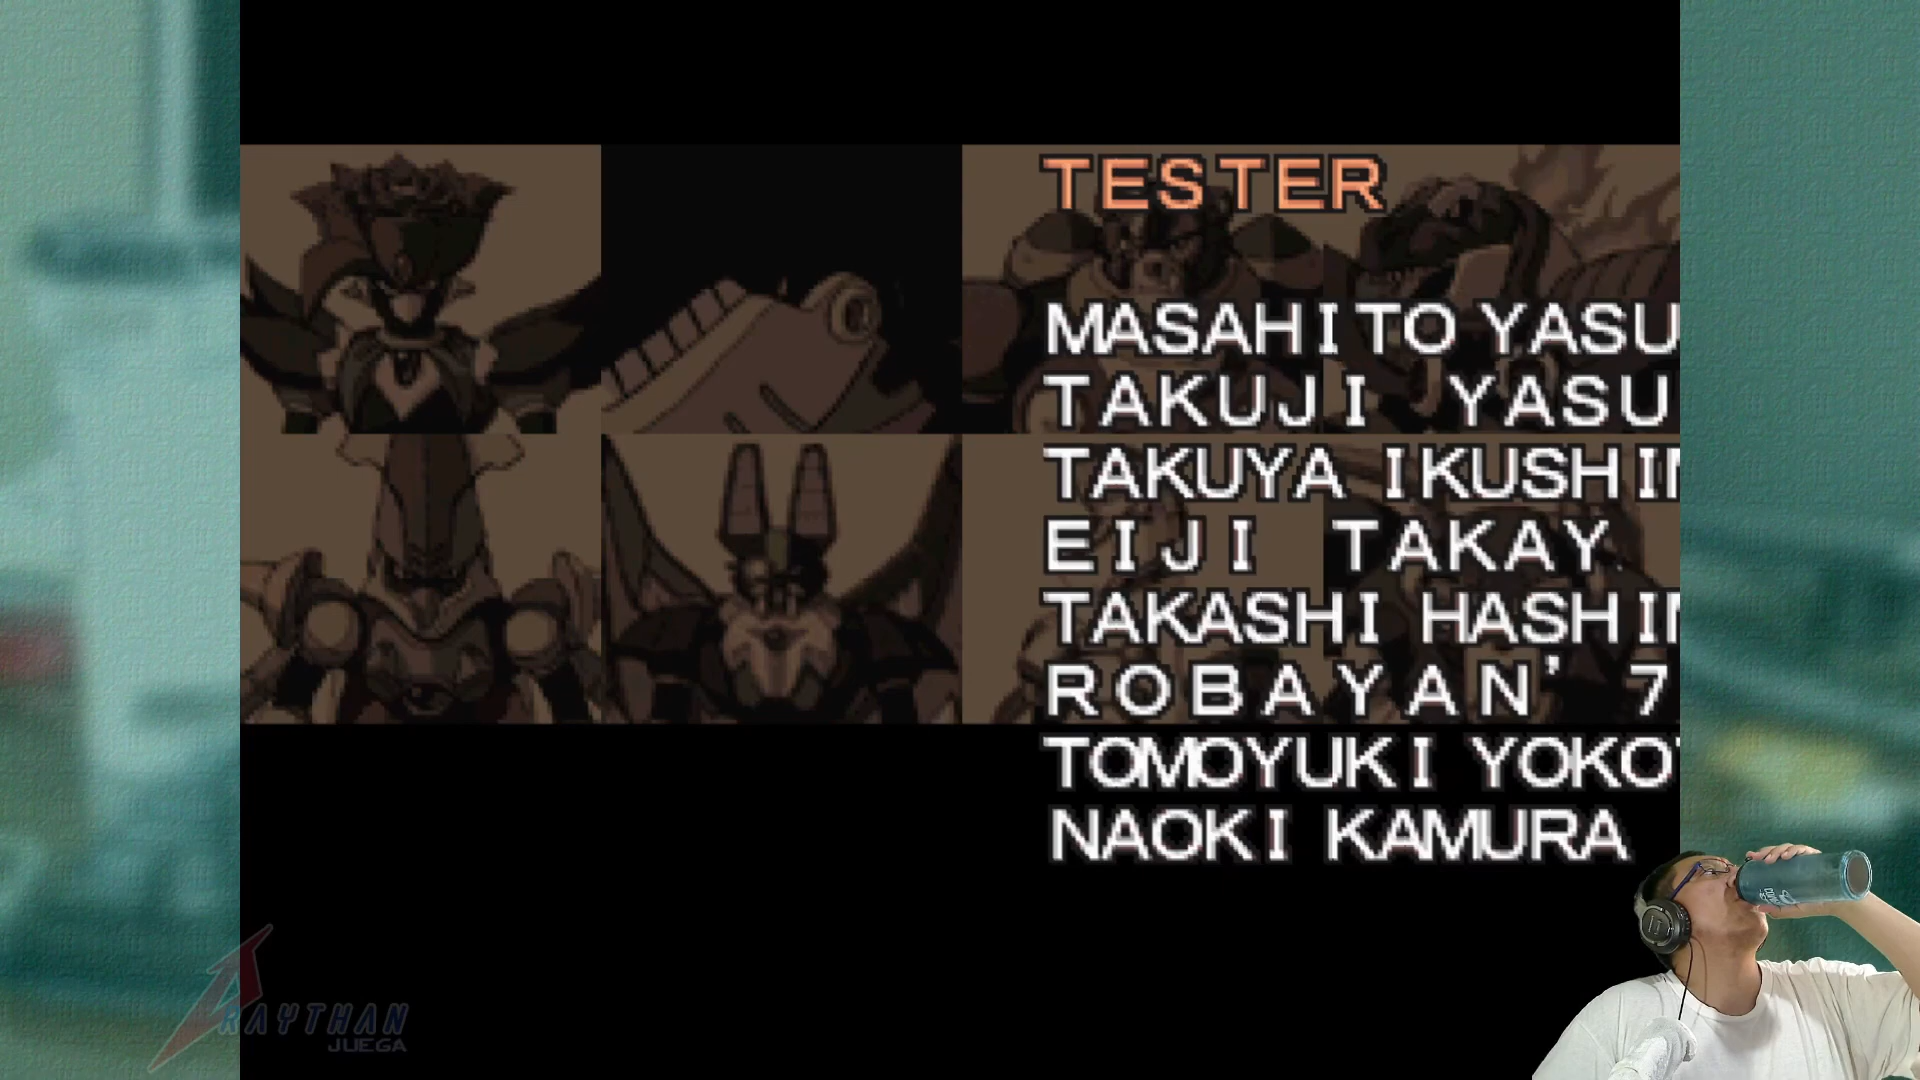 TESTER
MASAHITO YASU
TAKUJI YASU
TAKUYA IKUSHI
EIJI TAKAY
TAKASHI HASHI
ROBAYAN' 7
TOMOYUKI YOKO
NAOKI KAMURA
RAYTHAN
JUEGA